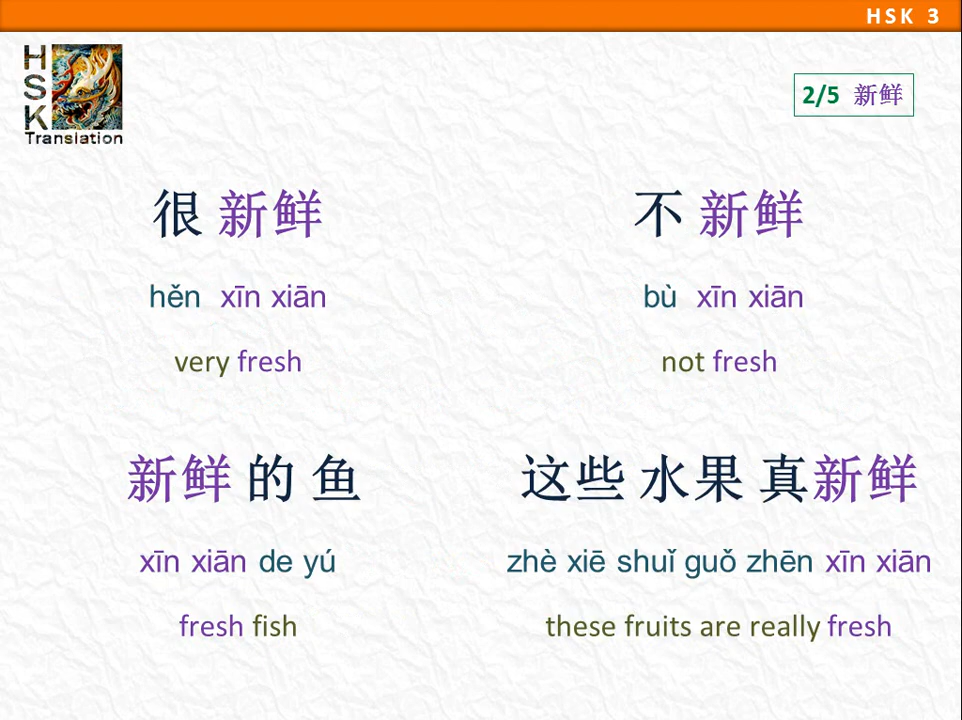 HSK 3
HSK
Translation
2/5 新鲜
很 新鲜
hěn xīn xiān
very fresh
不 新鲜
bù xīn xiān
not fresh
新鲜 的 鱼
xīn xiān de yú
fresh fish
这些 水果 真新鲜
zhè xiē shuǐ guǒ zhēn xīn xiān
these fruits are really fresh